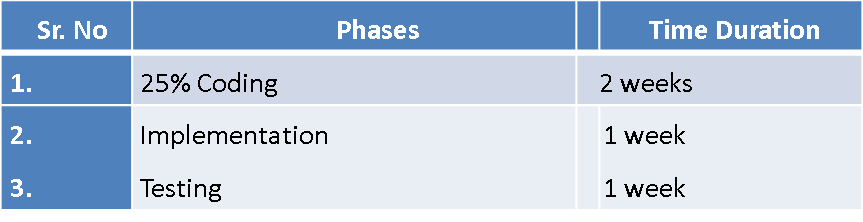 Sr. No Phases Time Duration
1. 25% Coding 2 weeks
2. Implementation 1 week
3. Testing 1 week